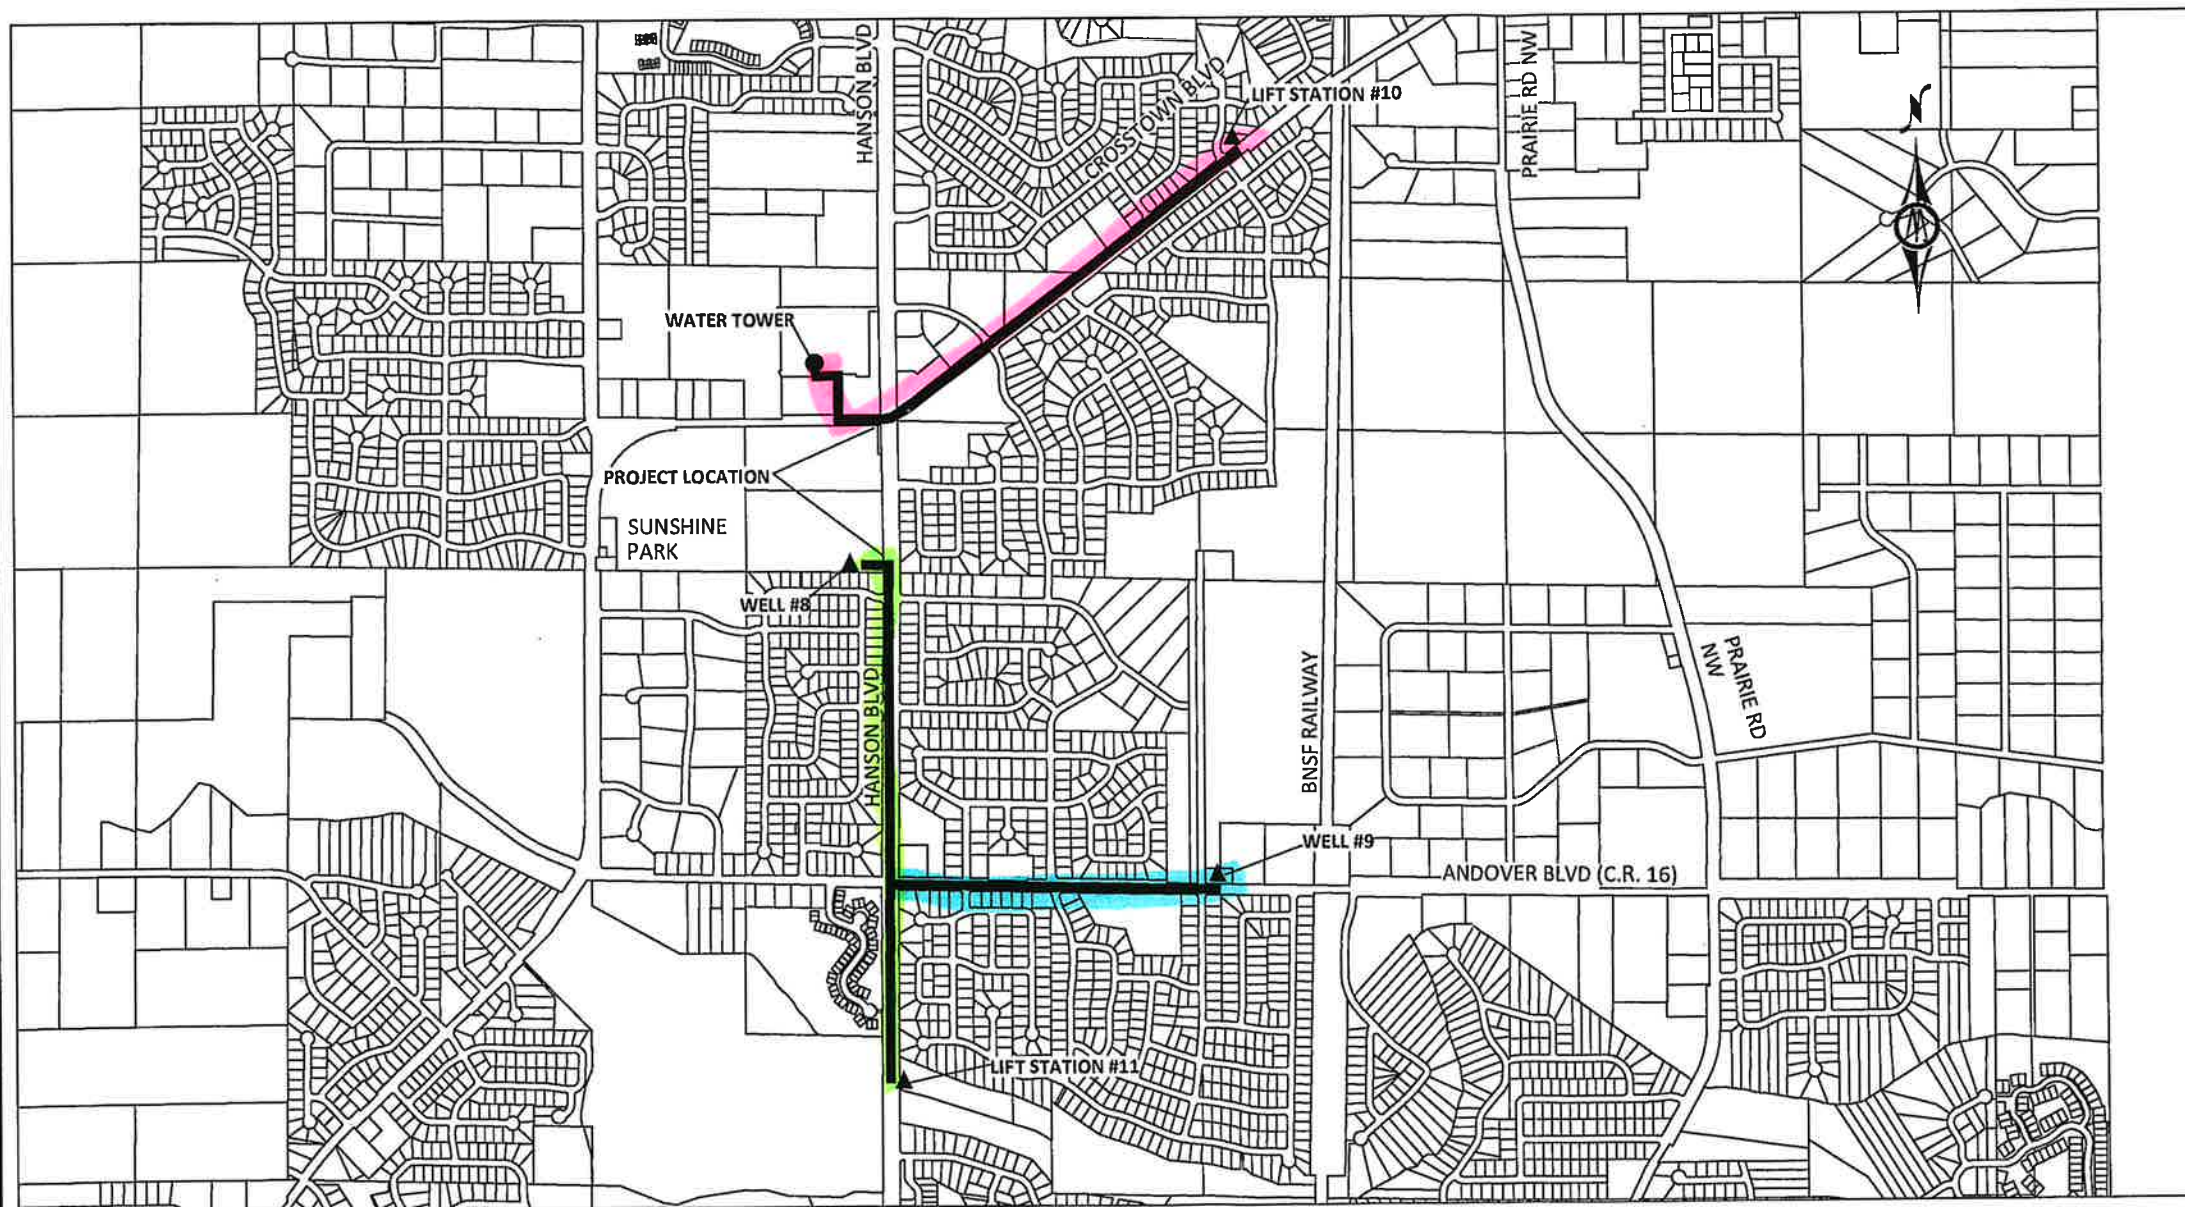 HANSON BLVD
CROSSTOWN BLVD
LIFT STATION #10
PRAIRIE RD NW
N
WATER TOWER
PROJECT LOCATION
SUNSHINE
PARK
WELL #8
HANSON BLVD
BNSF RAILWAY
PRAIRIE RD
NW
WELL #9
ANDOVER BLVD (C.R. 16)
LIFT STATION #11